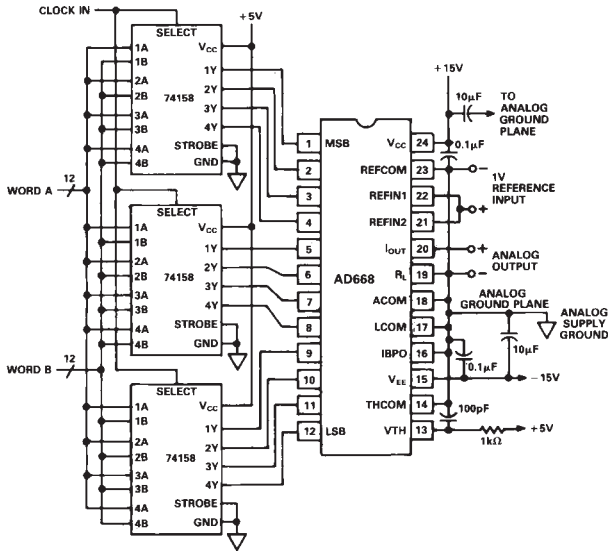 CLOCK IN
+5V
SELECT
1A
1B
2A
2B
3A
3B
4A
4B
74158
VCC
1Y
2Y
3Y
4Y
STROBE
GND
WORD A
12
SELECT
1A
1B
2A
2B
3A
3B
4A
4B
74158
VCC
1Y
2Y
3Y
4Y
STROBE
GND
WORD B
12
SELECT
1A
1B
2A
2B
3A
3B
4A
4B
74158
VCC
1Y
2Y
3Y
4Y
STROBE
GND
AD668
1 MSB
2
3
4
5
6
7
8
9
10
11
12 LSB
VCC 24
REFCOM 23
REFIN1 22
REFIN2 21
IOUT 20
RL 19
ACOM 18
LCOM 17
IBPO 16
VEE 15
THCOM 14
VTH 13
+15V
10μF
TO
ANALOG
GROUND
PLANE
0.1μF
−
1V
REFERENCE
INPUT
+
+
ANALOG
OUTPUT
−
ANALOG
GROUND PLANE
ANALOG
SUPPLY
GROUND
10μF
0.1μF
−15V
100pF
+5V
1kΩ